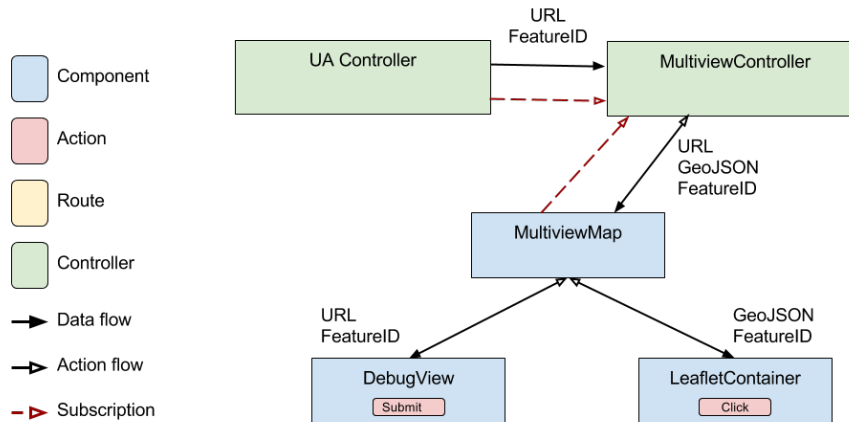 Component
Action
Route
Controller
Data flow
Action flow
Subscription
URL
FeatureID
UA Controller
MultiviewController
URL
GeoJSON
FeatureID
MultiviewMap
URL
FeatureID
GeoJSON
FeatureID
DebugView
Submit
LeafletContainer
Click